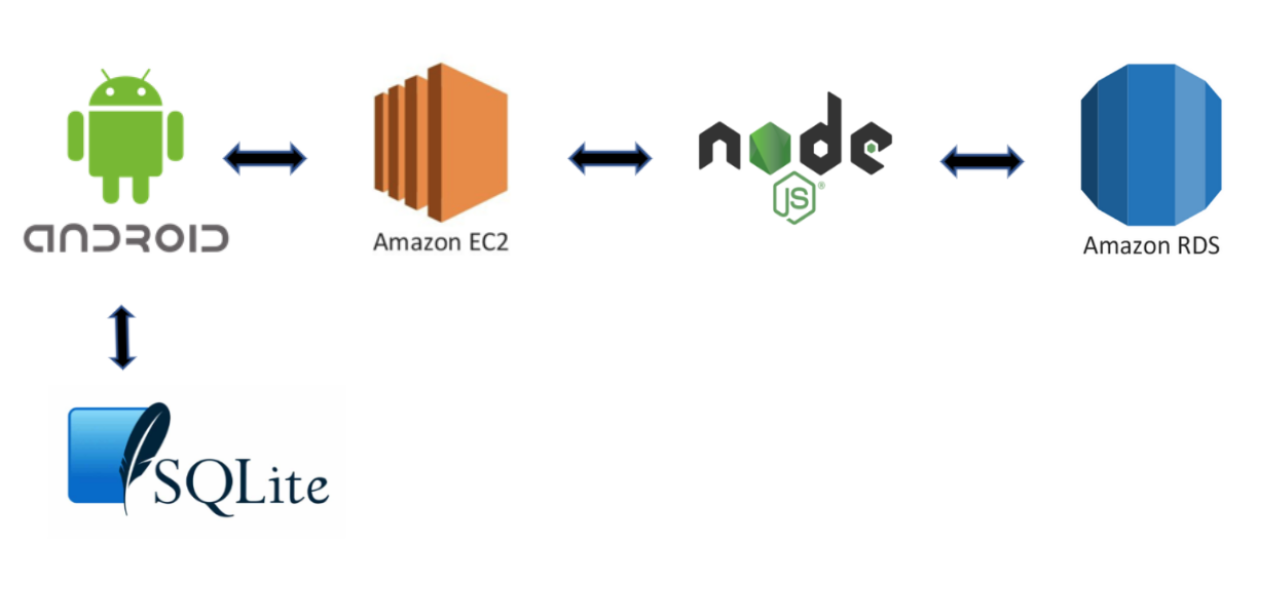 ANDROID
Amazon EC2
node
JS®
Amazon RDS
SQLite